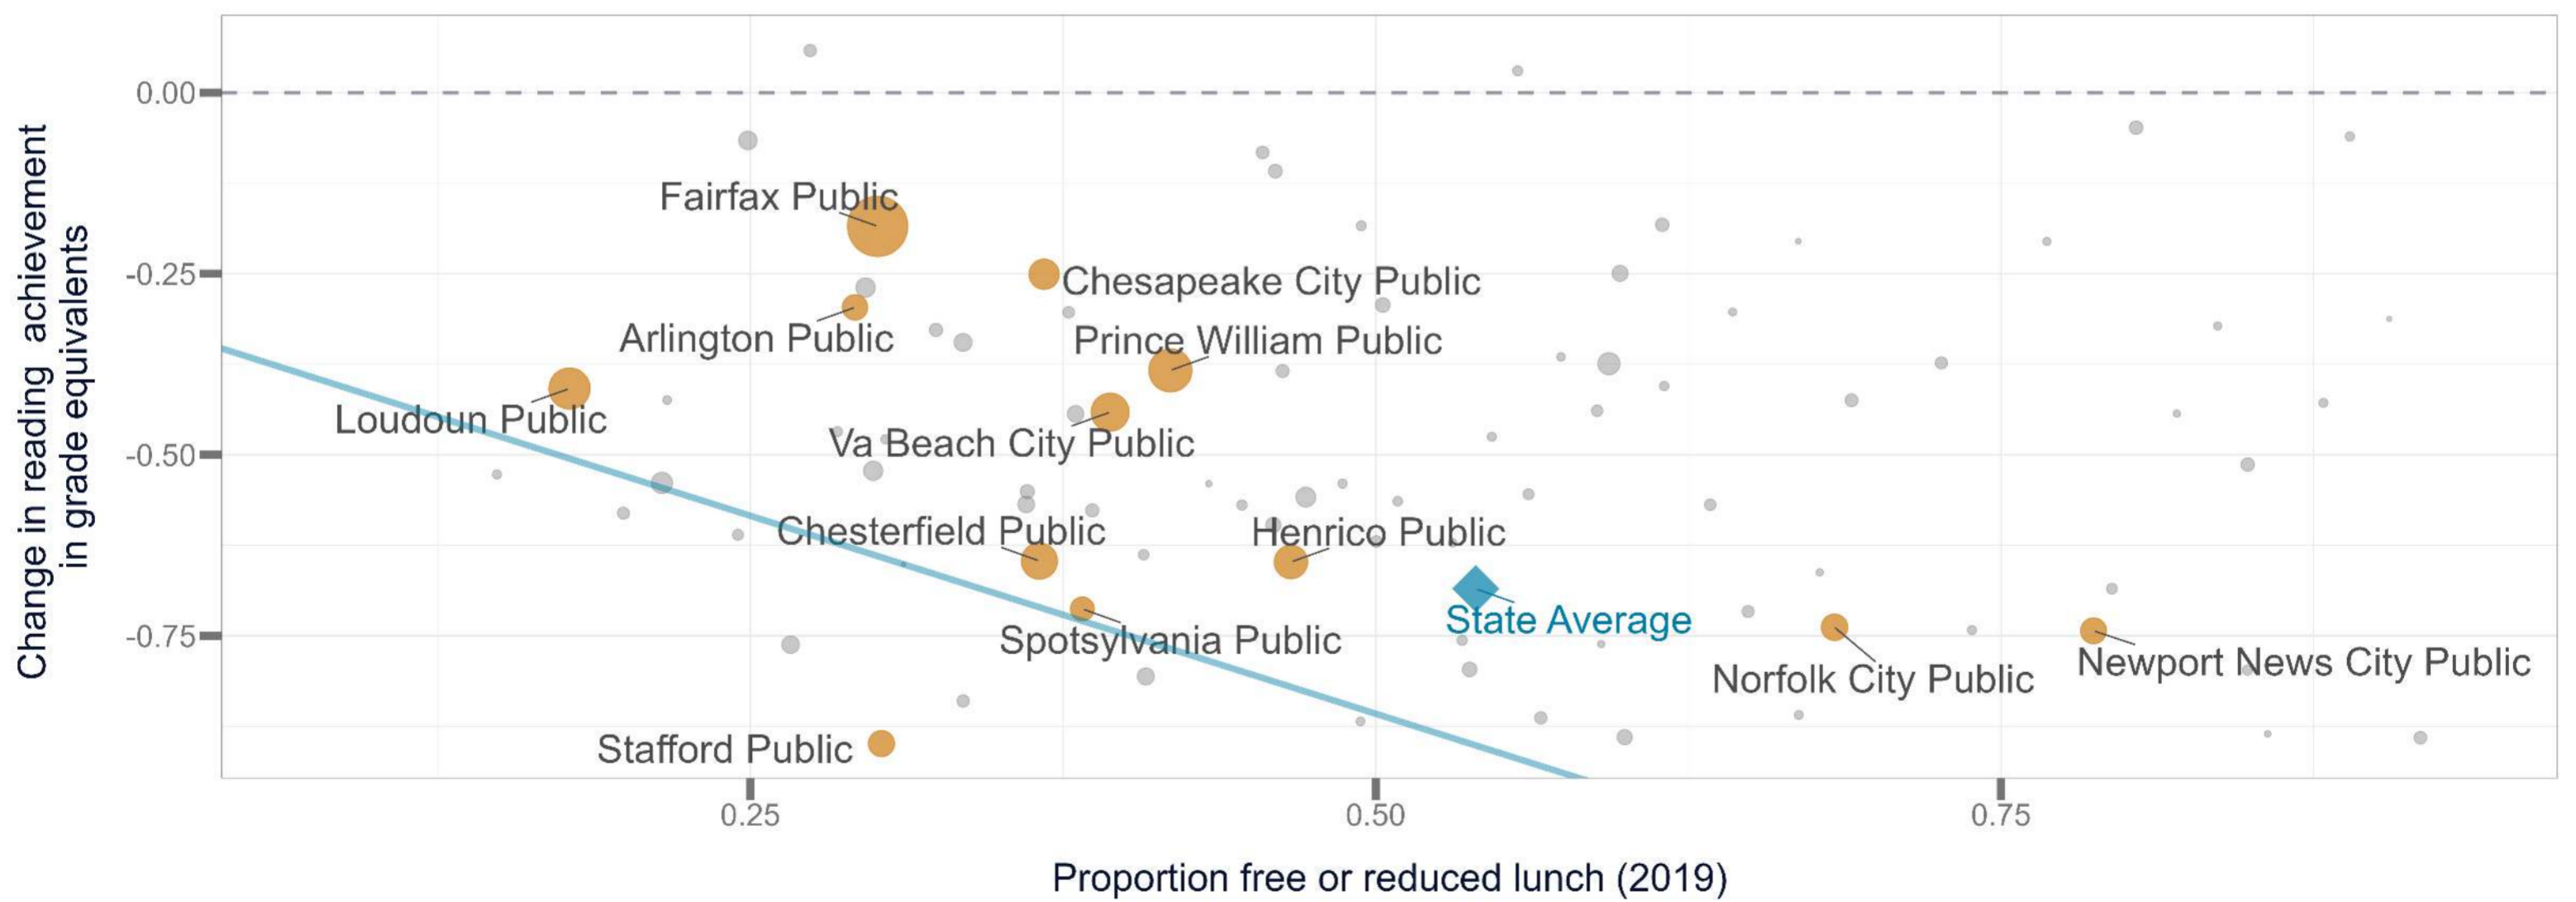 Change in reading achievement
in grade equivalents
0.00
-0.25
-0.50
-0.75
Fairfax Public
Chesapeake City Public
Arlington Public
Prince William Public
Loudoun Public
Va Beach City Public
Chesterfield Public
Henrico Public
State Average
Spotsylvania Public
Norfolk City Public
Newport News City Public
Stafford Public
0.25
0.50
0.75
Proportion free or reduced lunch (2019)